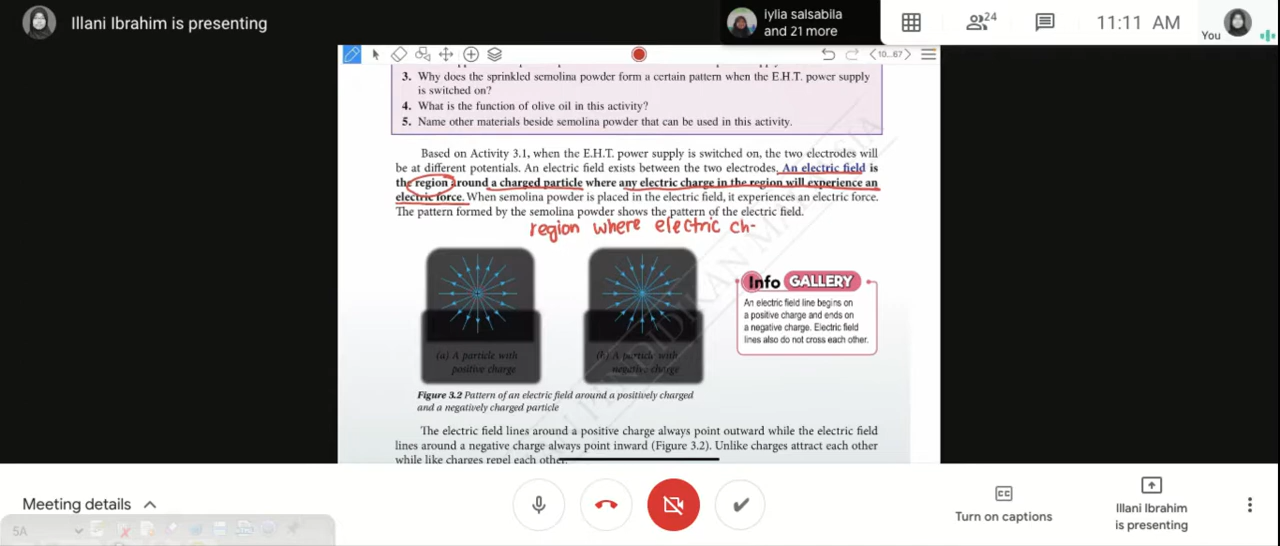 Illani Ibrahim is presenting
iylia salsabila
and 21 more
24
11:11 AM
You
10...67
3. Why does the sprinkled semolina powder form a certain pattern when the E.H.T. power supply
is switched on?
4. What is the function of olive oil in this activity?
5. Name other materials beside semolina powder that can be used in this activity.
Based on Activity 3.1, when the E.H.T. power supply is switched on, the two electrodes will
be at different potentials. An electric field exists between the two electrodes. An electric field is
the region around a charged particle where any electric charge in the region will experience an
electric force. When semolina powder is placed in the electric field, it experiences an electric force.
The pattern formed by the semolina powder shows the pattern of the electric field.
region where electric ch-
Info GALLERY
An electric field line begins on
a positive charge and ends on
a negative charge. Electric field
lines also do not cross each other.
(a) A particle with
positive charge
(b) A particle with
negative charge
Figure 3.2 Pattern of an electric field around a positively charged
and a negatively charged particle
The electric field lines around a positive charge always point outward while the electric field
lines around a negative charge always point inward (Figure 3.2). Unlike charges attract each other
while like charges repel each other.
Meeting details
5A
CC
Turn on captions
Illani Ibrahim
is presenting